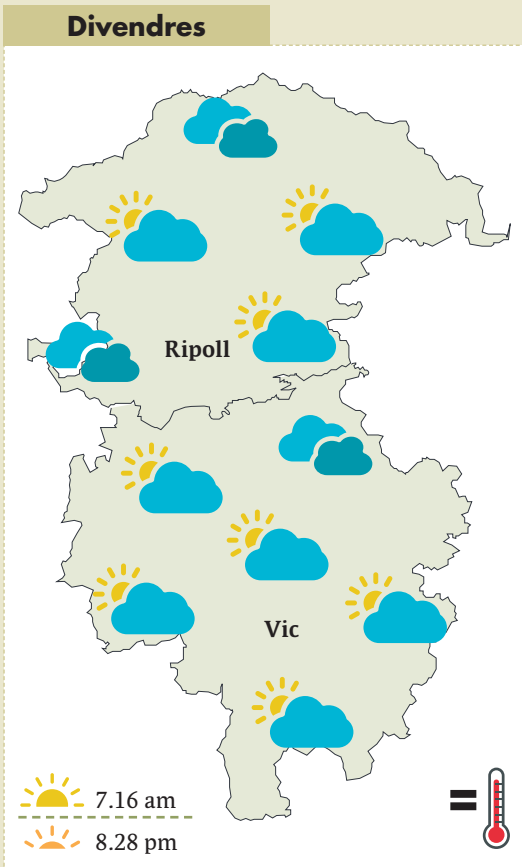 Divendres
Ripoll
Vic
7.16 am
8.28 pm
=